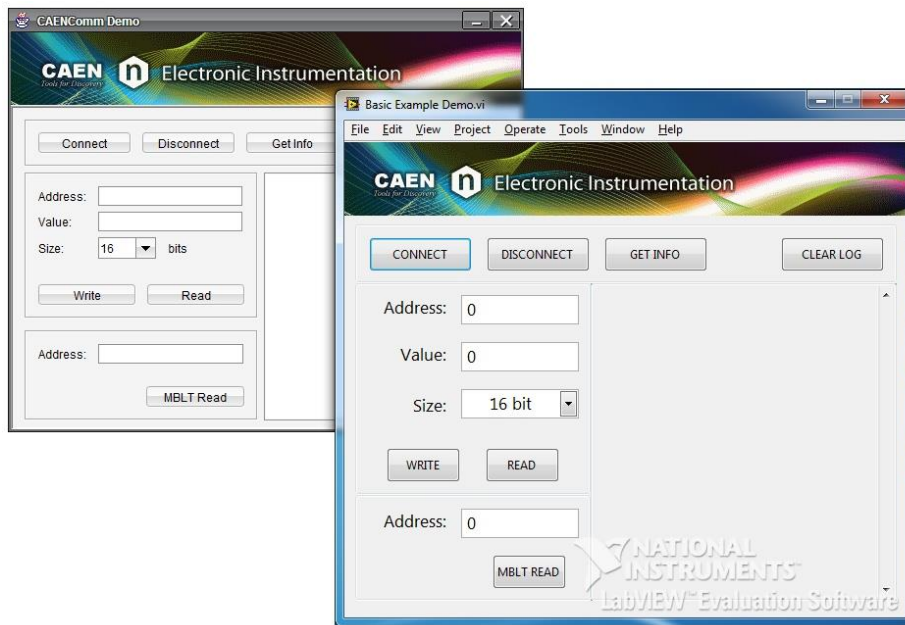 CAENComm Demo
CAEN n Electronic Instrumentation
Tools for Discovery
Connect Disconnect Get Info
Address:
Value:
Size: 16 bits
Write Read
Address:
MBLT Read
Basic Example Demo.vi
File Edit View Project Operate Tools Window Help
CAEN n Electronic Instrumentation
Tools for Discovery
CONNECT DISCONNECT GET INFO CLEAR LOG
Address: 0
Value: 0
Size: 16 bit
WRITE READ
Address: 0
MBLT READ
NATIONAL
INSTRUMENTS™
LabVIEW™ Evaluation Software